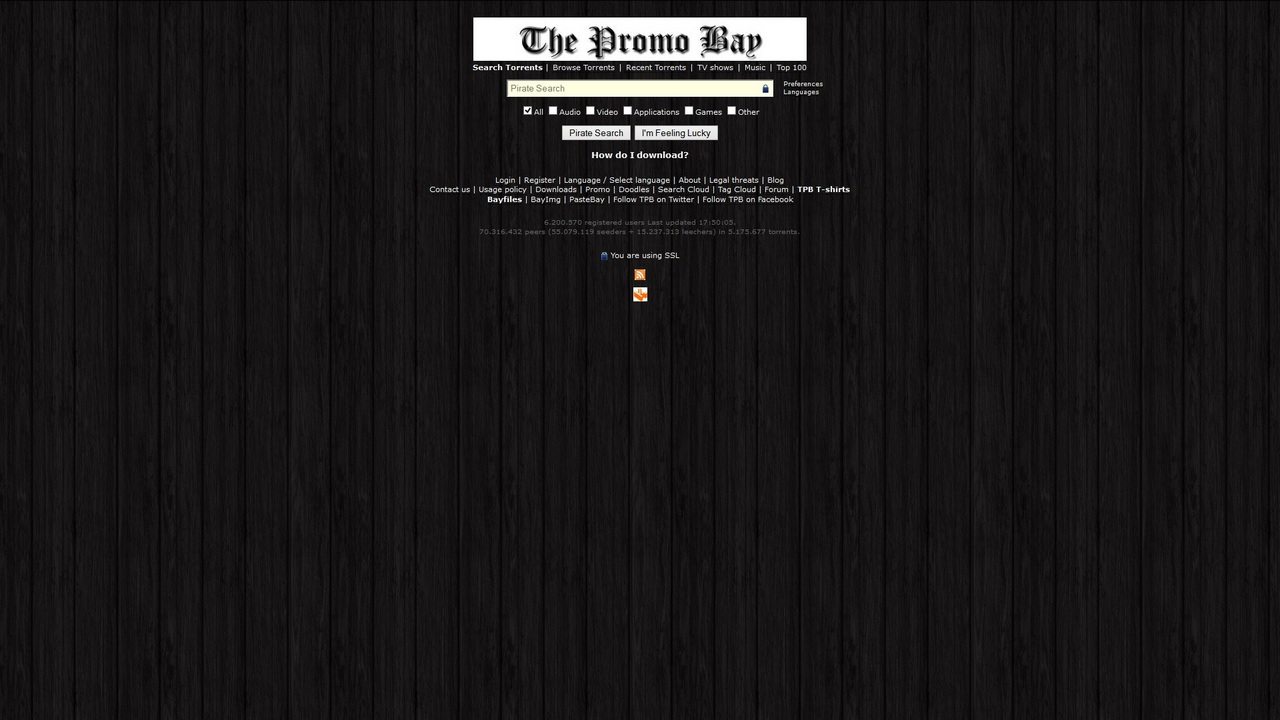 The Promo Bay
Search Torrents | Browse Torrents | Recent Torrents | TV shows | Music | Top 100
Pirate Search
Preferences
Languages
All Audio Video Applications Games Other
Pirate Search I'm Feeling Lucky
How do I download?
Login | Register | Language / Select language | About | Legal threats | Blog
Contact us | Usage policy | Downloads | Promo | Doodles | Search Cloud | Tag Cloud | Forum | TPB T-shirts
Bayfiles | BayImg | PasteBay | Follow TPB on Twitter | Follow TPB on Facebook
6.200.570 registered users Last updated 17:50:05.
70.316.432 peers (55.079.119 seeders + 15.237.313 leechers) in 5.175.677 torrents.
You are using SSL